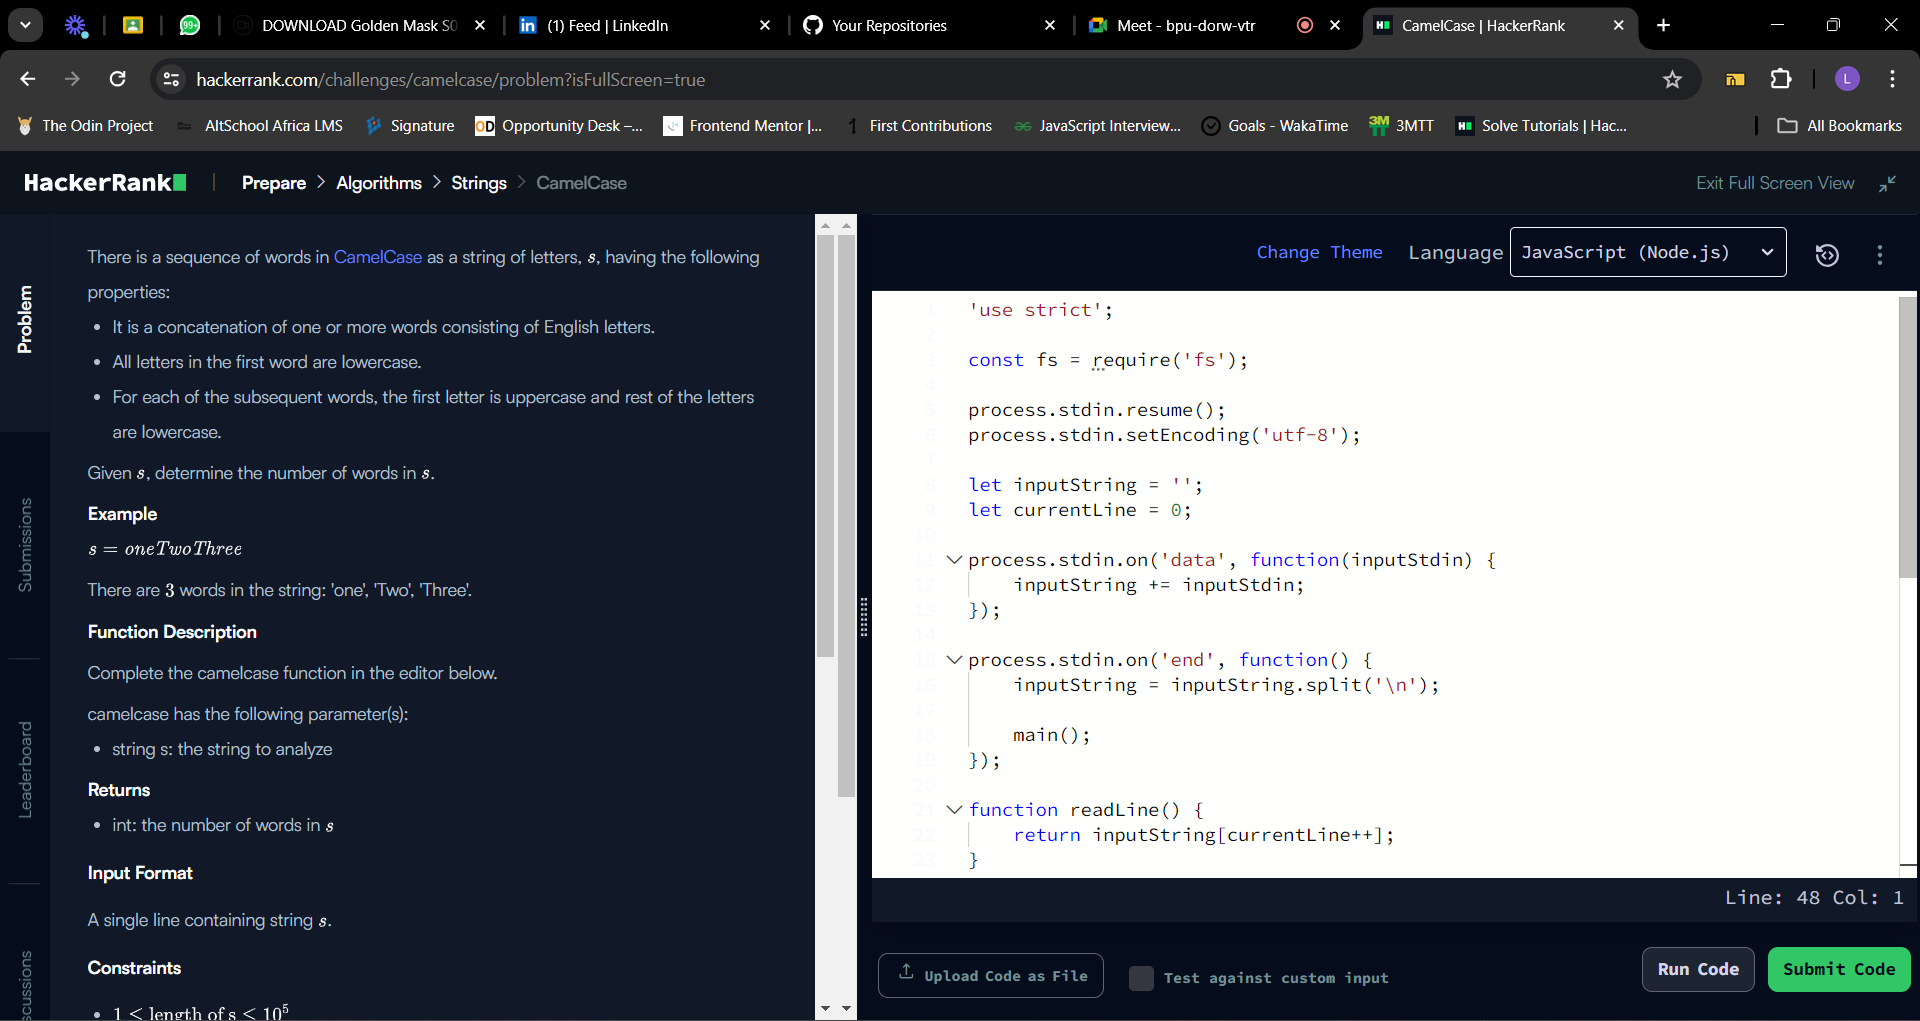 DOWNLOAD Golden Mask S0
(1) Feed | LinkedIn
Your Repositories
Meet - bpu-dorw-vtr
CamelCase | HackerRank
99+
hackerrank.com/challenges/camelcase/problem?isFullScreen=true
L
The Odin Project
AltSchool Africa LMS
Signature
OD Opportunity Desk –...
Frontend Mentor |...
First Contributions
JavaScript Interview...
Goals - WakaTime
3MTT
Solve Tutorials | Hac...
All Bookmarks
HackerRank
Prepare > Algorithms > Strings > CamelCase
Exit Full Screen View
Problem
Submissions
Leaderboard
There is a sequence of words in CamelCase as a string of letters, s, having the following
properties:
• It is a concatenation of one or more words consisting of English letters.
• All letters in the first word are lowercase.
• For each of the subsequent words, the first letter is uppercase and rest of the letters
are lowercase.
Given s, determine the number of words in s.
Example
s = oneTwoThree
There are 3 words in the string: 'one', 'Two', 'Three'.
Function Description
Complete the camelcase function in the editor below.
camelcase has the following parameter(s):
• string s: the string to analyze
Returns
• int: the number of words in s
Input Format
A single line containing string s.
Constraints
• 1 ≤ length of s ≤ 10⁵
Change Theme
Language
JavaScript (Node.js)
1 'use strict';
2
3 const fs = require('fs');
4
5 process.stdin.resume();
6 process.stdin.setEncoding('utf-8');
7
8 let inputString = '';
9 let currentLine = 0;
10
11 process.stdin.on('data', function(inputStdin) {
12 inputString += inputStdin;
13 });
14
15 process.stdin.on('end', function() {
16 inputString = inputString.split('\n');
17
18 main();
19 });
20
21 function readLine() {
22 return inputString[currentLine++];
23 }
Line: 48 Col: 1
Upload Code as File
Test against custom input
Run Code
Submit Code